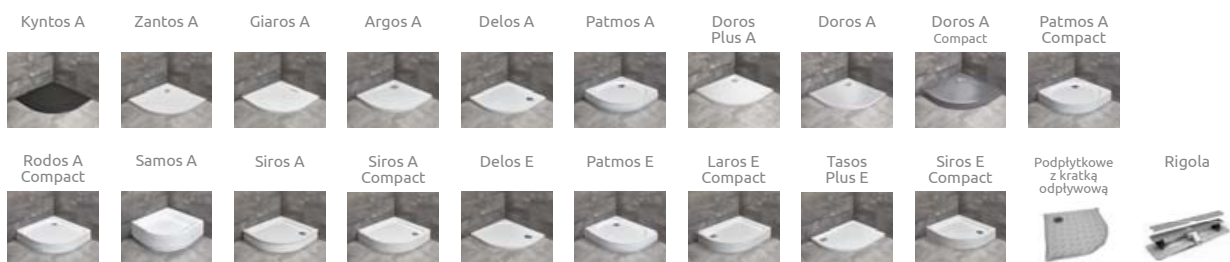 Kyntos A
Zantos A
Giaros A
Argos A
Delos A
Patmos A
Doros
Plus A
Doros A
Doros A
Compact
Patmos A
Compact
Rodos A
Compact
Samos A
Siros A
Siros A
Compact
Delos E
Patmos E
Laros E
Compact
Tasos
Plus E
Siros E
Compact
Podpłytkowe
z kratką
odpływową
Rigola